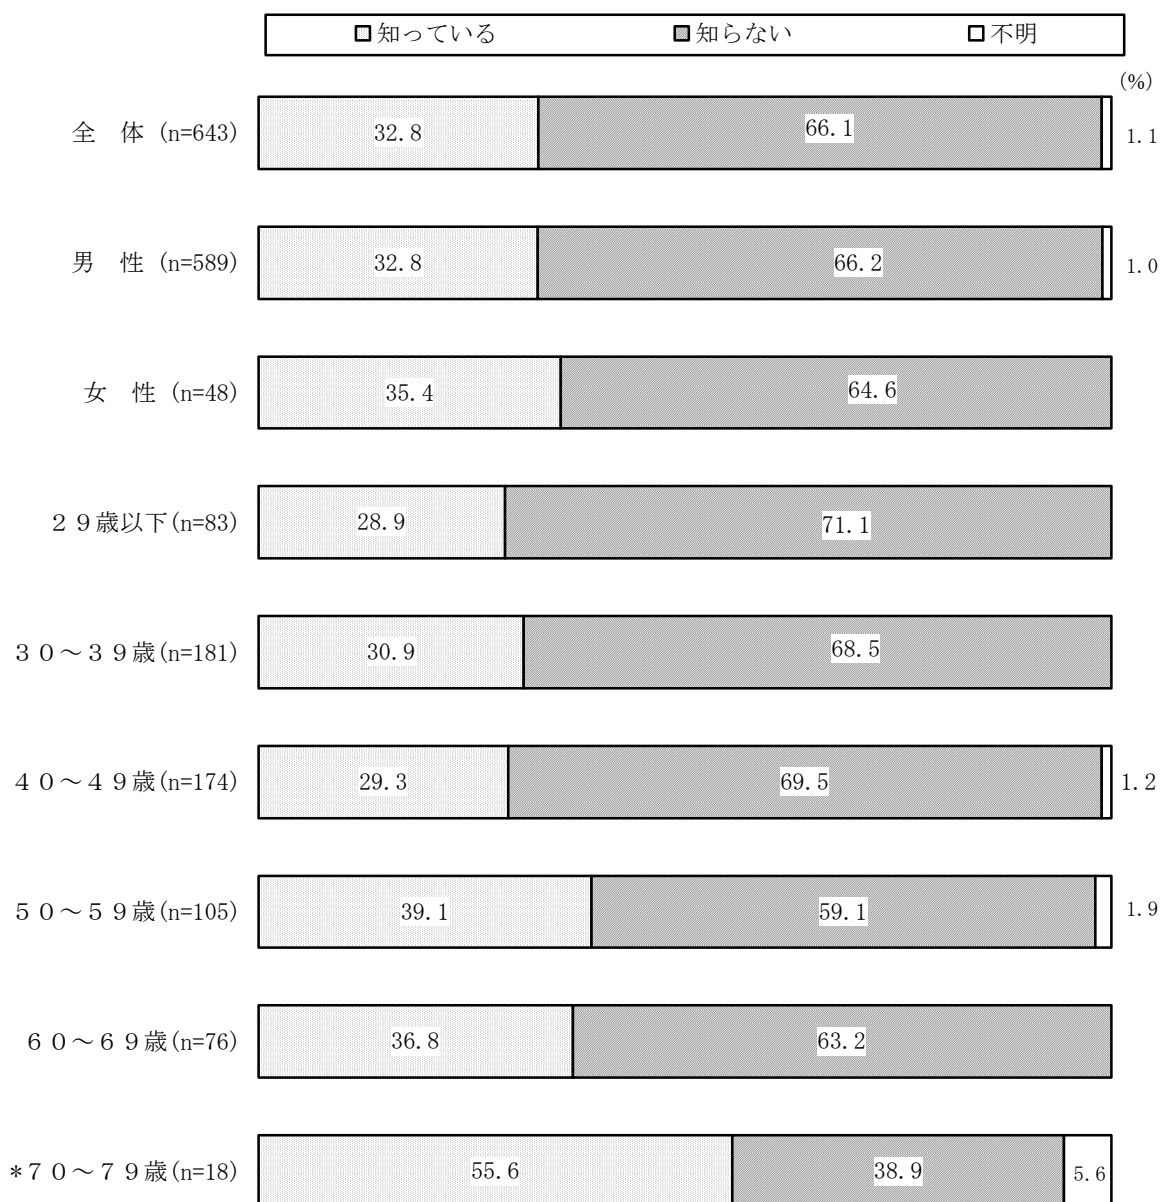 知っている 知らない 不明
(%)
全 体 (n=643) 32.8 66.1 1.1
男 性 (n=589) 32.8 66.2 1.0
女 性 (n=48) 35.4 64.6
２９歳以下(n=83) 28.9 71.1
３０～３９歳(n=181) 30.9 68.5
４０～４９歳(n=174) 29.3 69.5 1.2
５０～５９歳(n=105) 39.1 59.1 1.9
６０～６９歳(n=76) 36.8 63.2
*７０～７９歳(n=18) 55.6 38.9 5.6